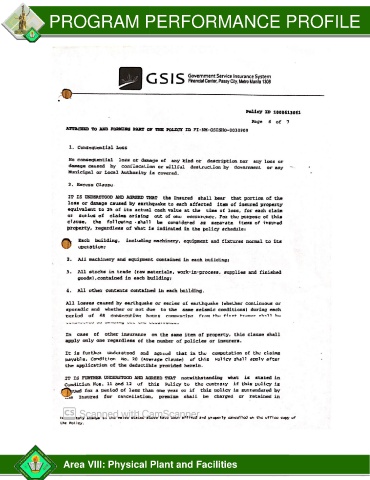 PROGRAM PERFORMANCE PROFILE
GSIS Government Service Insurance System
Financial Center, Pasay City, Metro Manila 1308
Policy ID
Page 6 of 7
ATTACHED TO AND FORMING PART OF THE POLICY ID
1. Consequential Loss
No consequential loss or damage of any kind or description nor any loss or
damage caused by confiscation or wilful destruction by Government or any
Municipal or Local Authority is covered.
2. Excess Clause
IT IS UNDERSTOOD AND AGREED THAT the Insured shall bear that portion of the
loss or damage caused by earthquake to each affected item of insured property
equivalent to 2% of its actual cash value at the time of loss, for each claim
or series of claims arising out of one occurrence. For the purpose of this
clause, the following shall be considered as separate items of insured
property, regardless of what is indicated in the policy schedule:
Each building, including machinery, equipment and fixtures normal to its
operation;
2. All machinery and equipment contained in each building;
3. All stocks in trade (raw materials, work-in-process, supplies and finished
goods), contained in each building;
4. All other contents contained in each building.
All Losses caused by earthquake or series of earthquake (whether continuous or
sporadic and whether or not due to the same seismic conditions) during each
period of consecutive hours commencing from the first tremor shall be
In case of other insurance on the same item of property, this clause shall
apply only one regardless of the number of policies or insurers.
It is further understood and agreed that in the computation of the claims
payable, Condition No. 20 (Average Clause) of this Policy shall apply after
the application of the deductible provided herein.
IT IS FURTHER UNDERSTOOD AND AGREED THAT notwithstanding what is stated in
Condition Nos. 11 and 12 of this Policy to the contrary if this policy is
for a period of less than one year or if this policy is surrendered by
Insured for cancellation, premium shall be charged or retained in
CS Scanned with CamScanner
on the office copy of
the Policy.
Area VIII: Physical Plant and Facilities